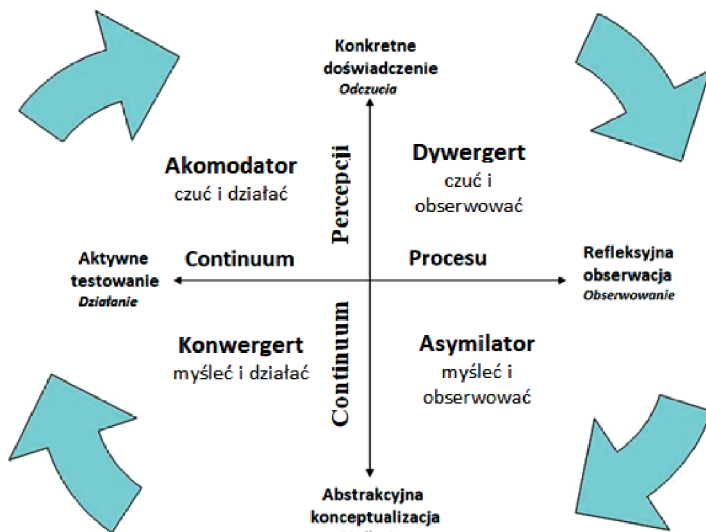 Konkretne
doświadczenie
Odczucia
Akomodator
czuć i działać
Percepcji
Dywergert
czuć i
obserwować
Aktywne
testowanie
Działanie
Continuum
Procesu
Refleksyjna
obserwacja
Obserwowanie
Konwergert
myśleć i działać
Continuum
Asymilator
myśleć i
obserwować
Abstrakcyjna
konceptualizacja